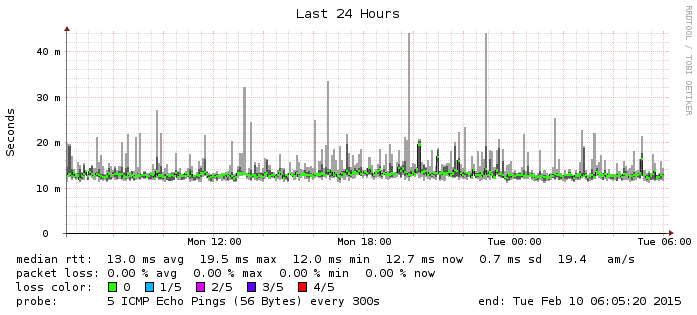 Last 24 Hours
RRDTOOL / TOBI OETIKER
Seconds
40 m
30 m
20 m
10 m
0
Mon 12:00 Mon 18:00 Tue 00:00 Tue 06:00
median rtt: 13.0 ms avg 19.5 ms max 12.0 ms min 12.7 ms now 0.7 ms sd 19.4 am/s
packet loss: 0.00 % avg 0.00 % max 0.00 % min 0.00 % now
loss color: 0 1/5 2/5 3/5 4/5
probe: 5 ICMP Echo Pings (56 Bytes) every 300s end: Tue Feb 10 06:05:20 2015